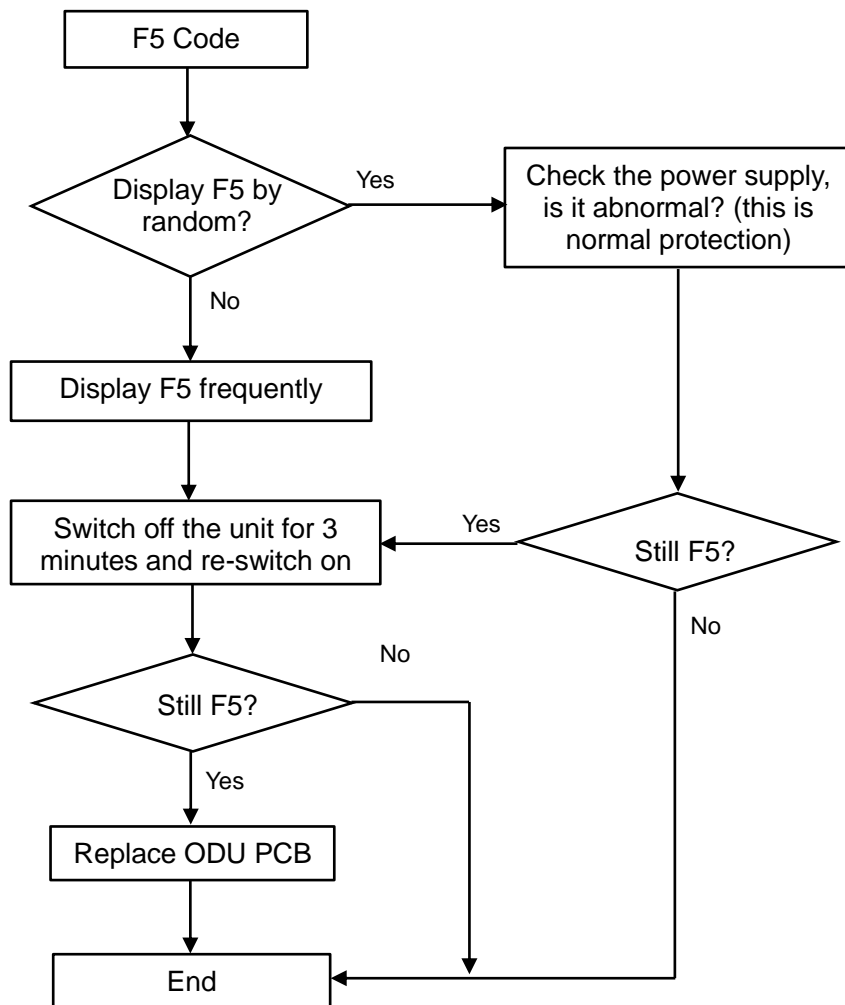 F5 Code
Display F5 by
random?
Yes
Check the power supply,
is it abnormal? (this is
normal protection)
No
Display F5 frequently
Switch off the unit for 3
minutes and re-switch on
Yes
Still F5?
No
No
Still F5?
Yes
Replace ODU PCB
End